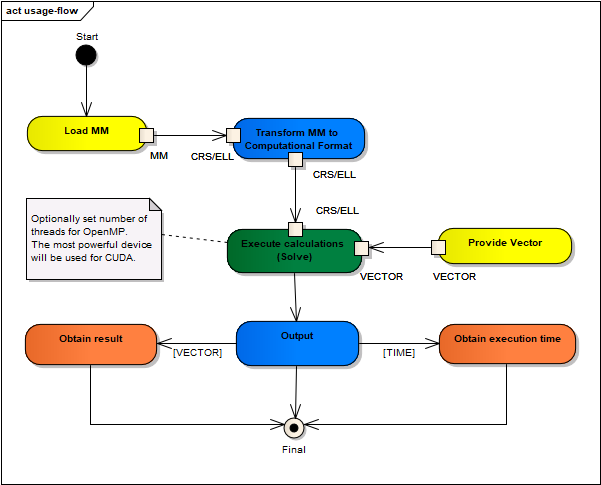 act usage-flow
Start
Load MM
MM
CRS/ELL
Transform MM to
Computational Format
CRS/ELL
CRS/ELL
Optionally set number of
threads for OpenMP.
The most powerful device
will be used for CUDA.
Execute calculations
(Solve)
VECTOR
Provide Vector
VECTOR
Obtain result
[VECTOR]
Output
[TIME]
Obtain execution time
Final